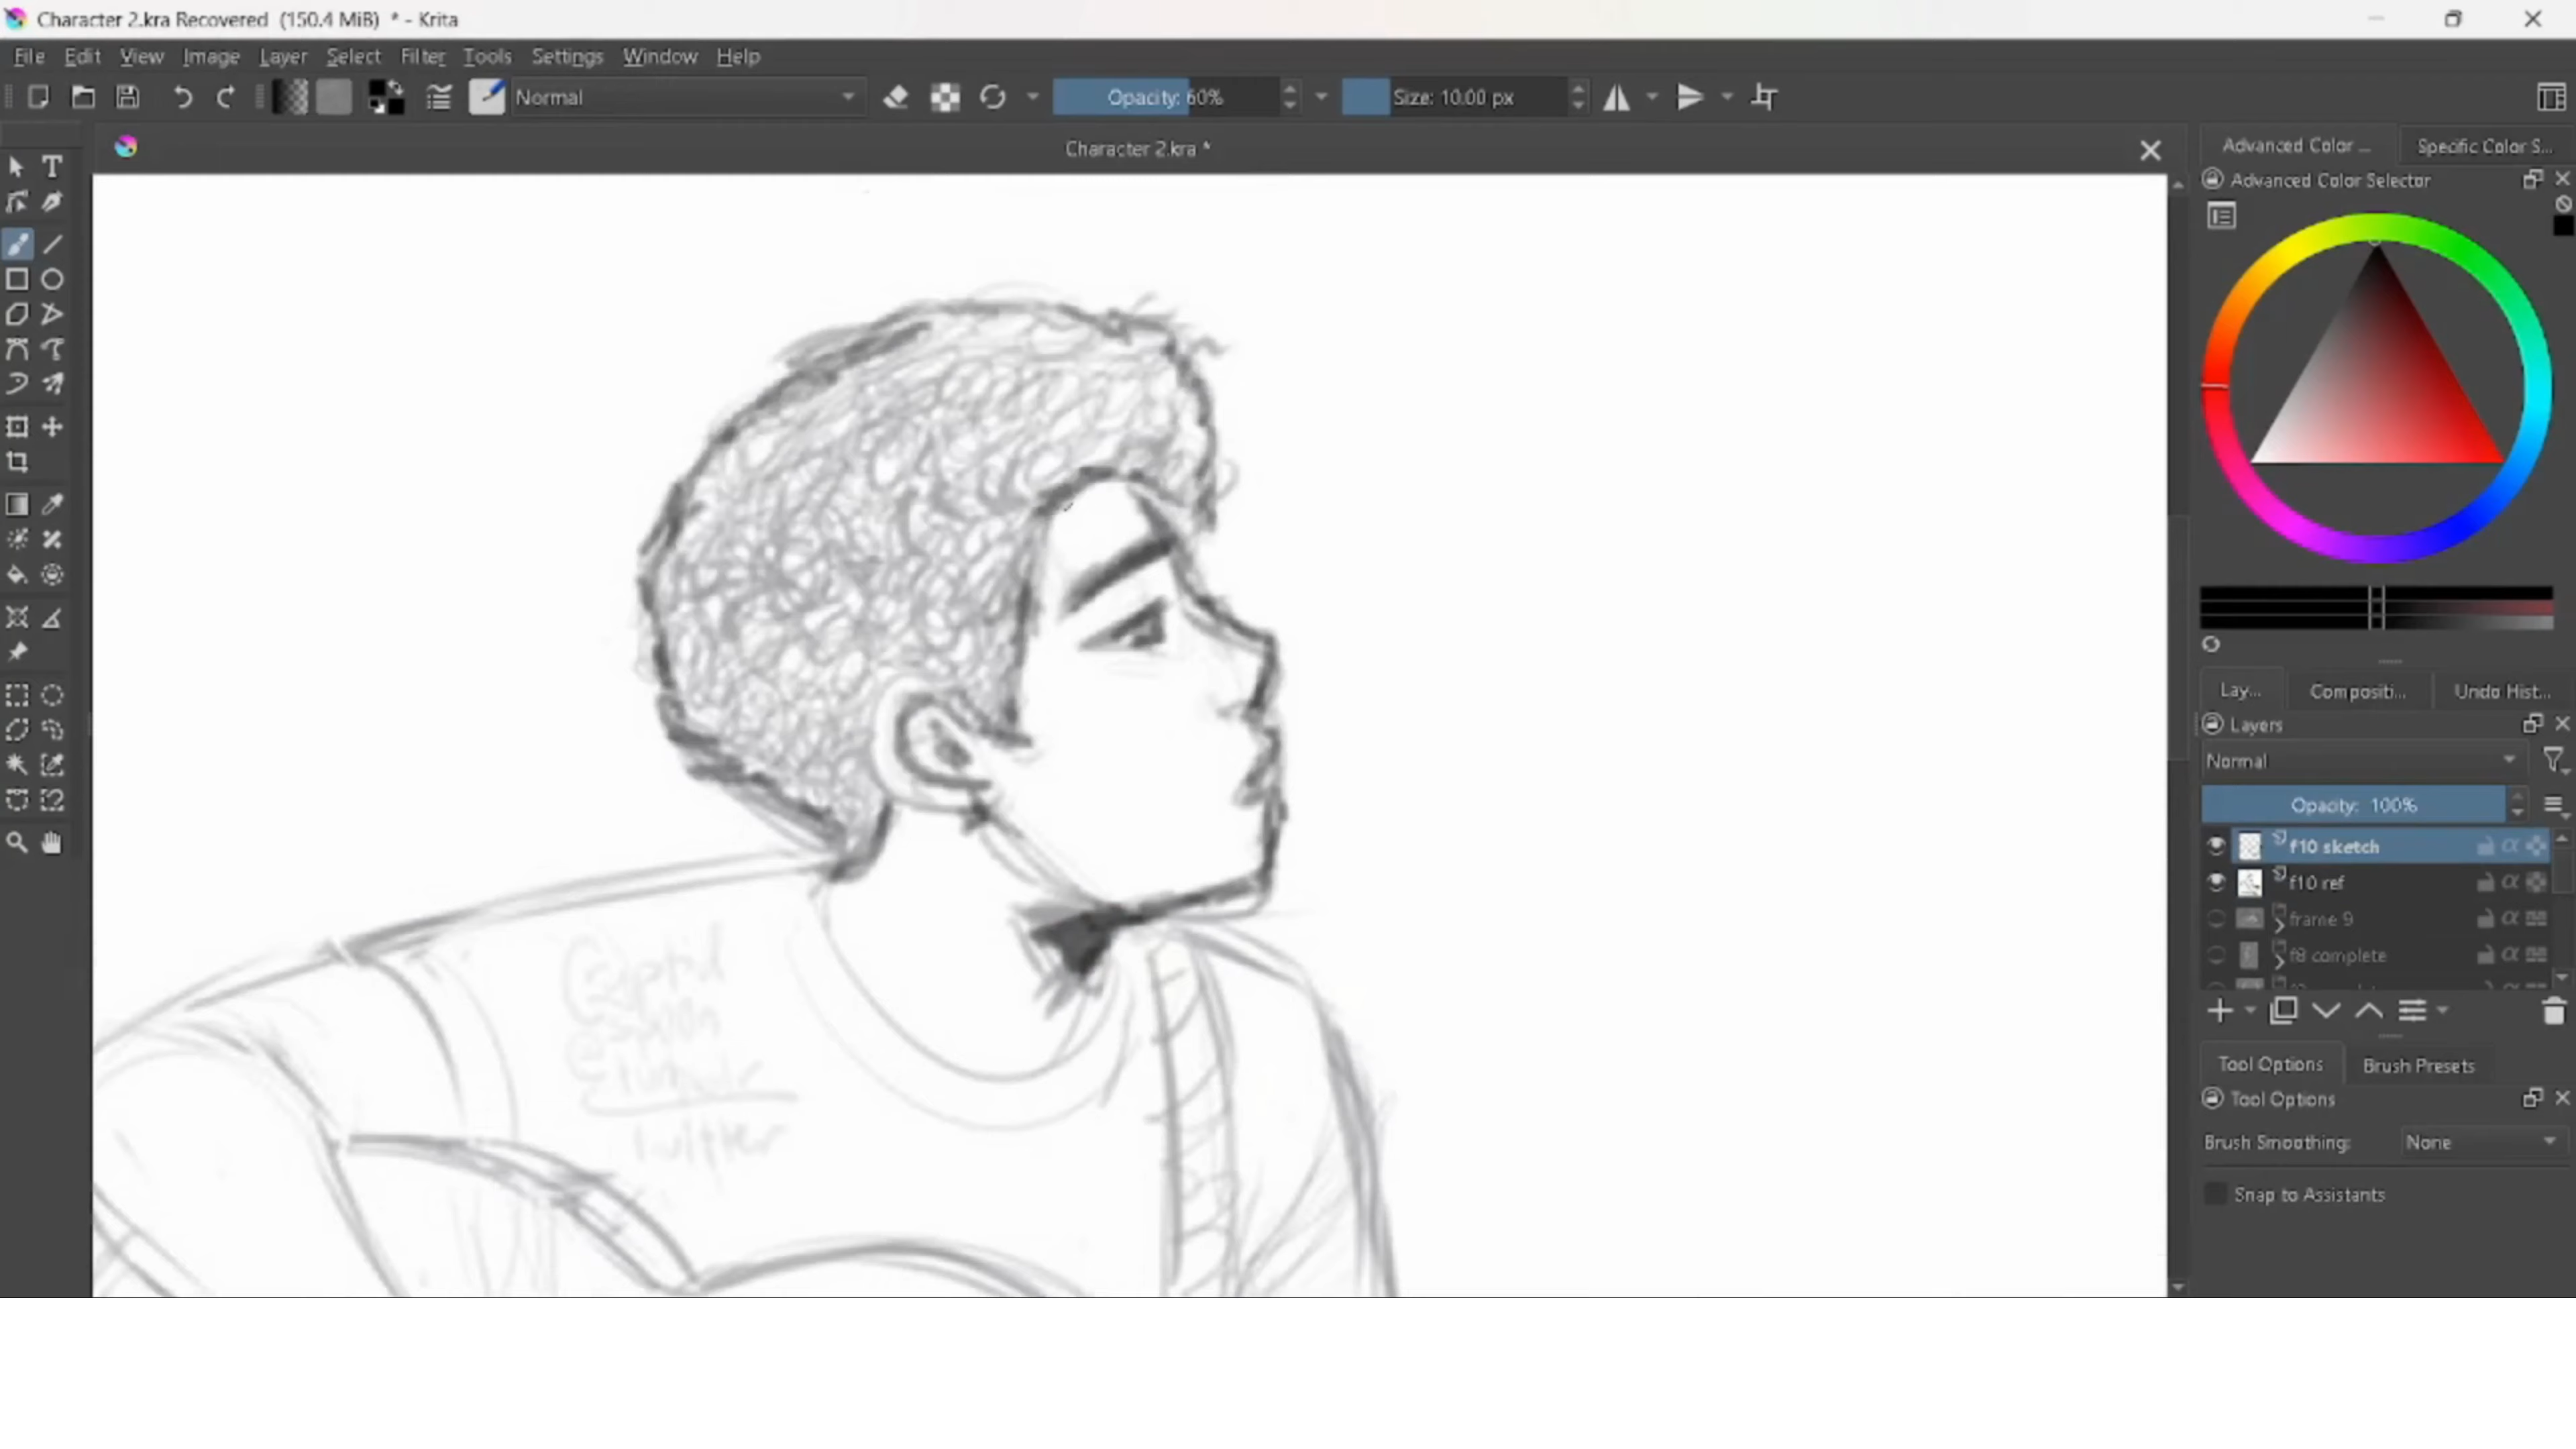 Character 2.kra Recovered (150.4 MiB) * - Krita
File Edit View Image Layer Select Filter Tools Settings Window Help
Normal Opacity: 60% Size: 10.00 px
Character 2.kra *
Advanced Color ... Specific Color S...
Advanced Color Selector
Lay... Compositi... Undo Hist...
Layers
Normal
Opacity: 100%
f10 sketch
f10 ref
frame 9
f8 complete
Tool Options Brush Presets
Tool Options
Brush Smoothing: None
Snap to Assistants
twitter